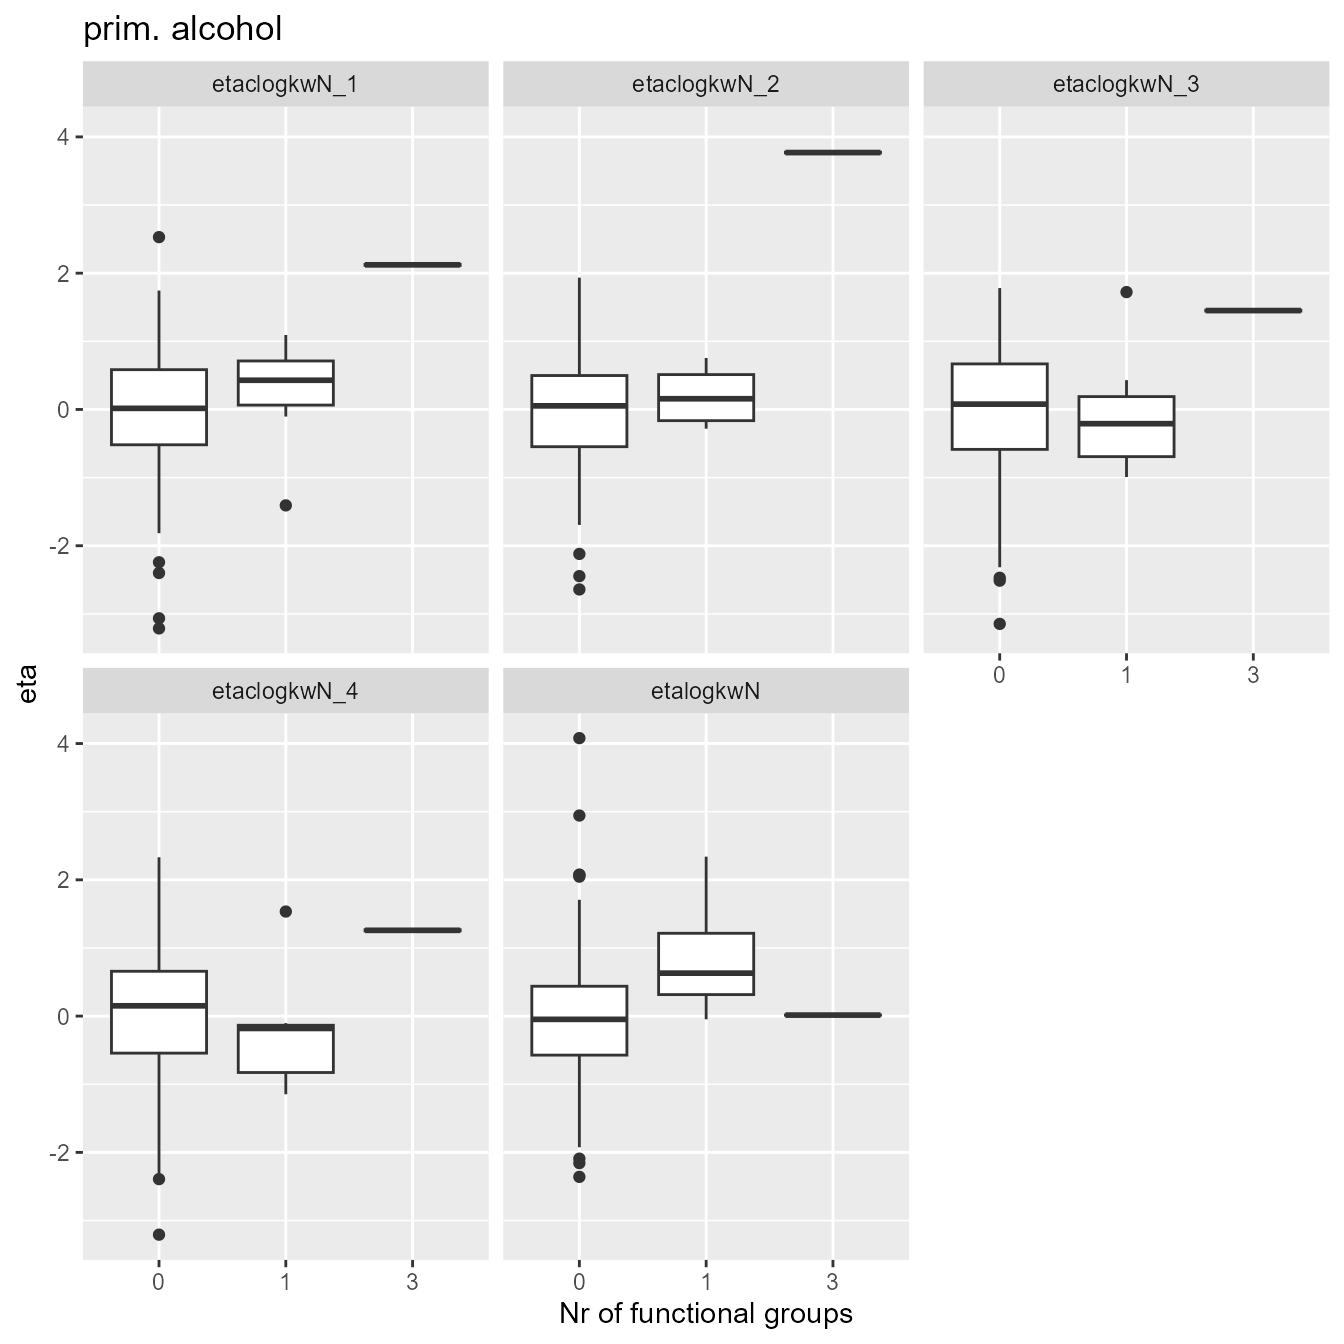 prim. alcohol
etaclogkwN_1 etaclogkwN_2 etaclogkwN_3
4
2
0
-2
0 1 3
eta
etaclogkwN_4 etalogkwN
4
2
0
-2
0 1 3 0 1 3
Nr of functional groups